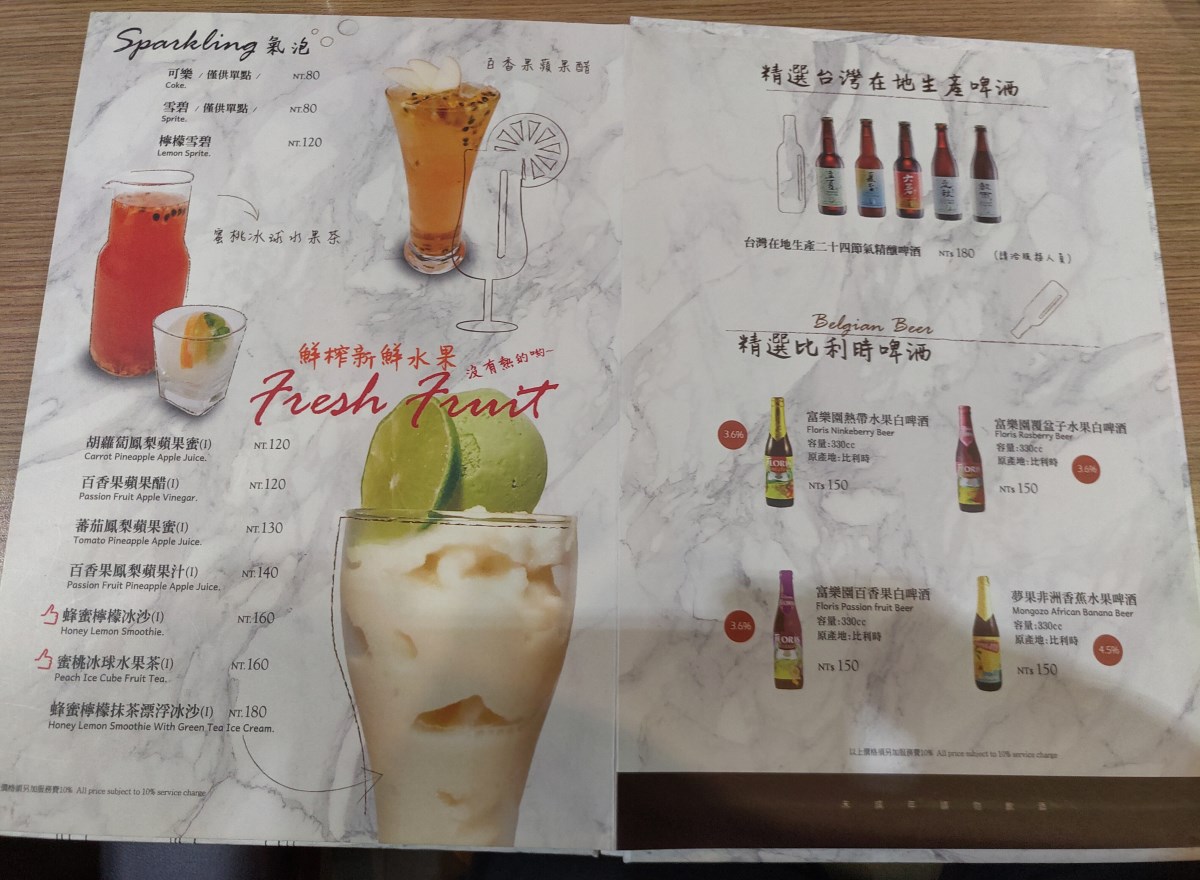 Sparkling 氣泡
可樂 / 僅供單點 / NT.80
Coke.
雪碧 / 僅供單點 / NT.80
Sprite.
檸檬雪碧 NT.120
Lemon Sprite.
百香果蘋果醋
蜜桃冰球水果茶
鮮榨新鮮水果 沒有熱的喲~
Fresh Fruit
胡蘿蔔鳳梨蘋果蜜(I) NT.120
Carrot Pineapple Apple Juice.
百香果蘋果醋(I) NT.120
Passion Fruit Apple Vinegar.
蕃茄鳳梨蘋果蜜(I) NT.130
Tomato Pineapple Apple Juice.
百香果鳳梨蘋果汁(I) NT.140
Passion Fruit Pineapple Apple Juice.
蜂蜜檸檬冰沙(I) NT.160
Honey Lemon Smoothie.
蜜桃冰球水果茶(I) NT.160
Peach Ice Cube Fruit Tea.
蜂蜜檸檬抹茶漂浮冰沙(I) NT.180
Honey Lemon Smoothie With Green Tea Ice Cream.
價格須另加服務費10% All price subject to 10% service charge
精選台灣在地生產啤酒
台灣在地生產二十四節氣精釀啤酒 NT$ 180 (請洽服務人員)
Belgian Beer
精選比利時啤酒
3.6%
富樂園熱帶水果白啤酒
Floris Ninkeberry Beer
容量:330cc
原產地:比利時
NT$ 150
富樂園覆盆子水果白啤酒
Floris Rasberry Beer
容量:330cc
原產地:比利時
3.6%
NT$ 150
富樂園百香果白啤酒
Floris Passion fruit Beer
容量:330cc
原產地:比利時
3.6%
NT$ 150
夢果非洲香蕉水果啤酒
Mongozo African Banana Beer
容量:330cc
原產地:比利時
4.5%
NT$ 150
以上價格須另加服務費10% All price subject to 10% service charge
未成年請勿飲酒